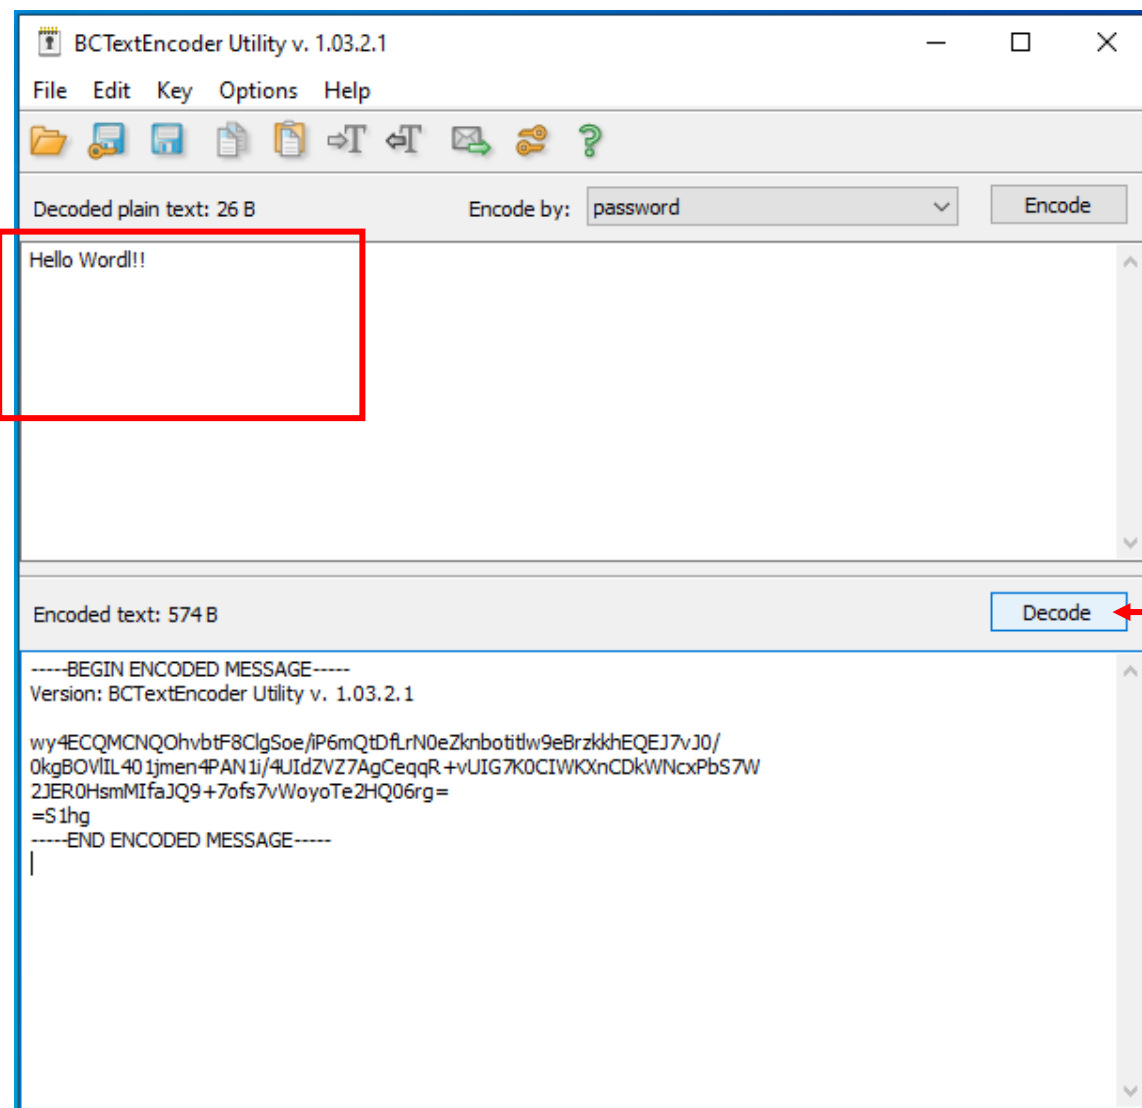 BCTextEncoder Utility v. 1.03.2.1
File Edit Key Options Help
Decoded plain text: 26 B Encode by: password Encode
Hello Wordl!!
Encoded text: 574 B Decode
-----BEGIN ENCODED MESSAGE-----
Version: BCTextEncoder Utility v. 1.03.2.1
wy4ECQMCNQOhvbtF8ClgSoe/iP6mQtDfLrN0eZknbotitlw9eBrzkkhEQEJ7vJ0/
0kgBOVlIL401jmen4PAN1i/4UIdZVZ7AgCeqqR+vUIG7K0CIWKXnCDkWNcxPbS7W
2JER0HsmMIfaJQ9+7ofs7vWoyoTe2HQ06rg=
=S1hg
-----END ENCODED MESSAGE-----